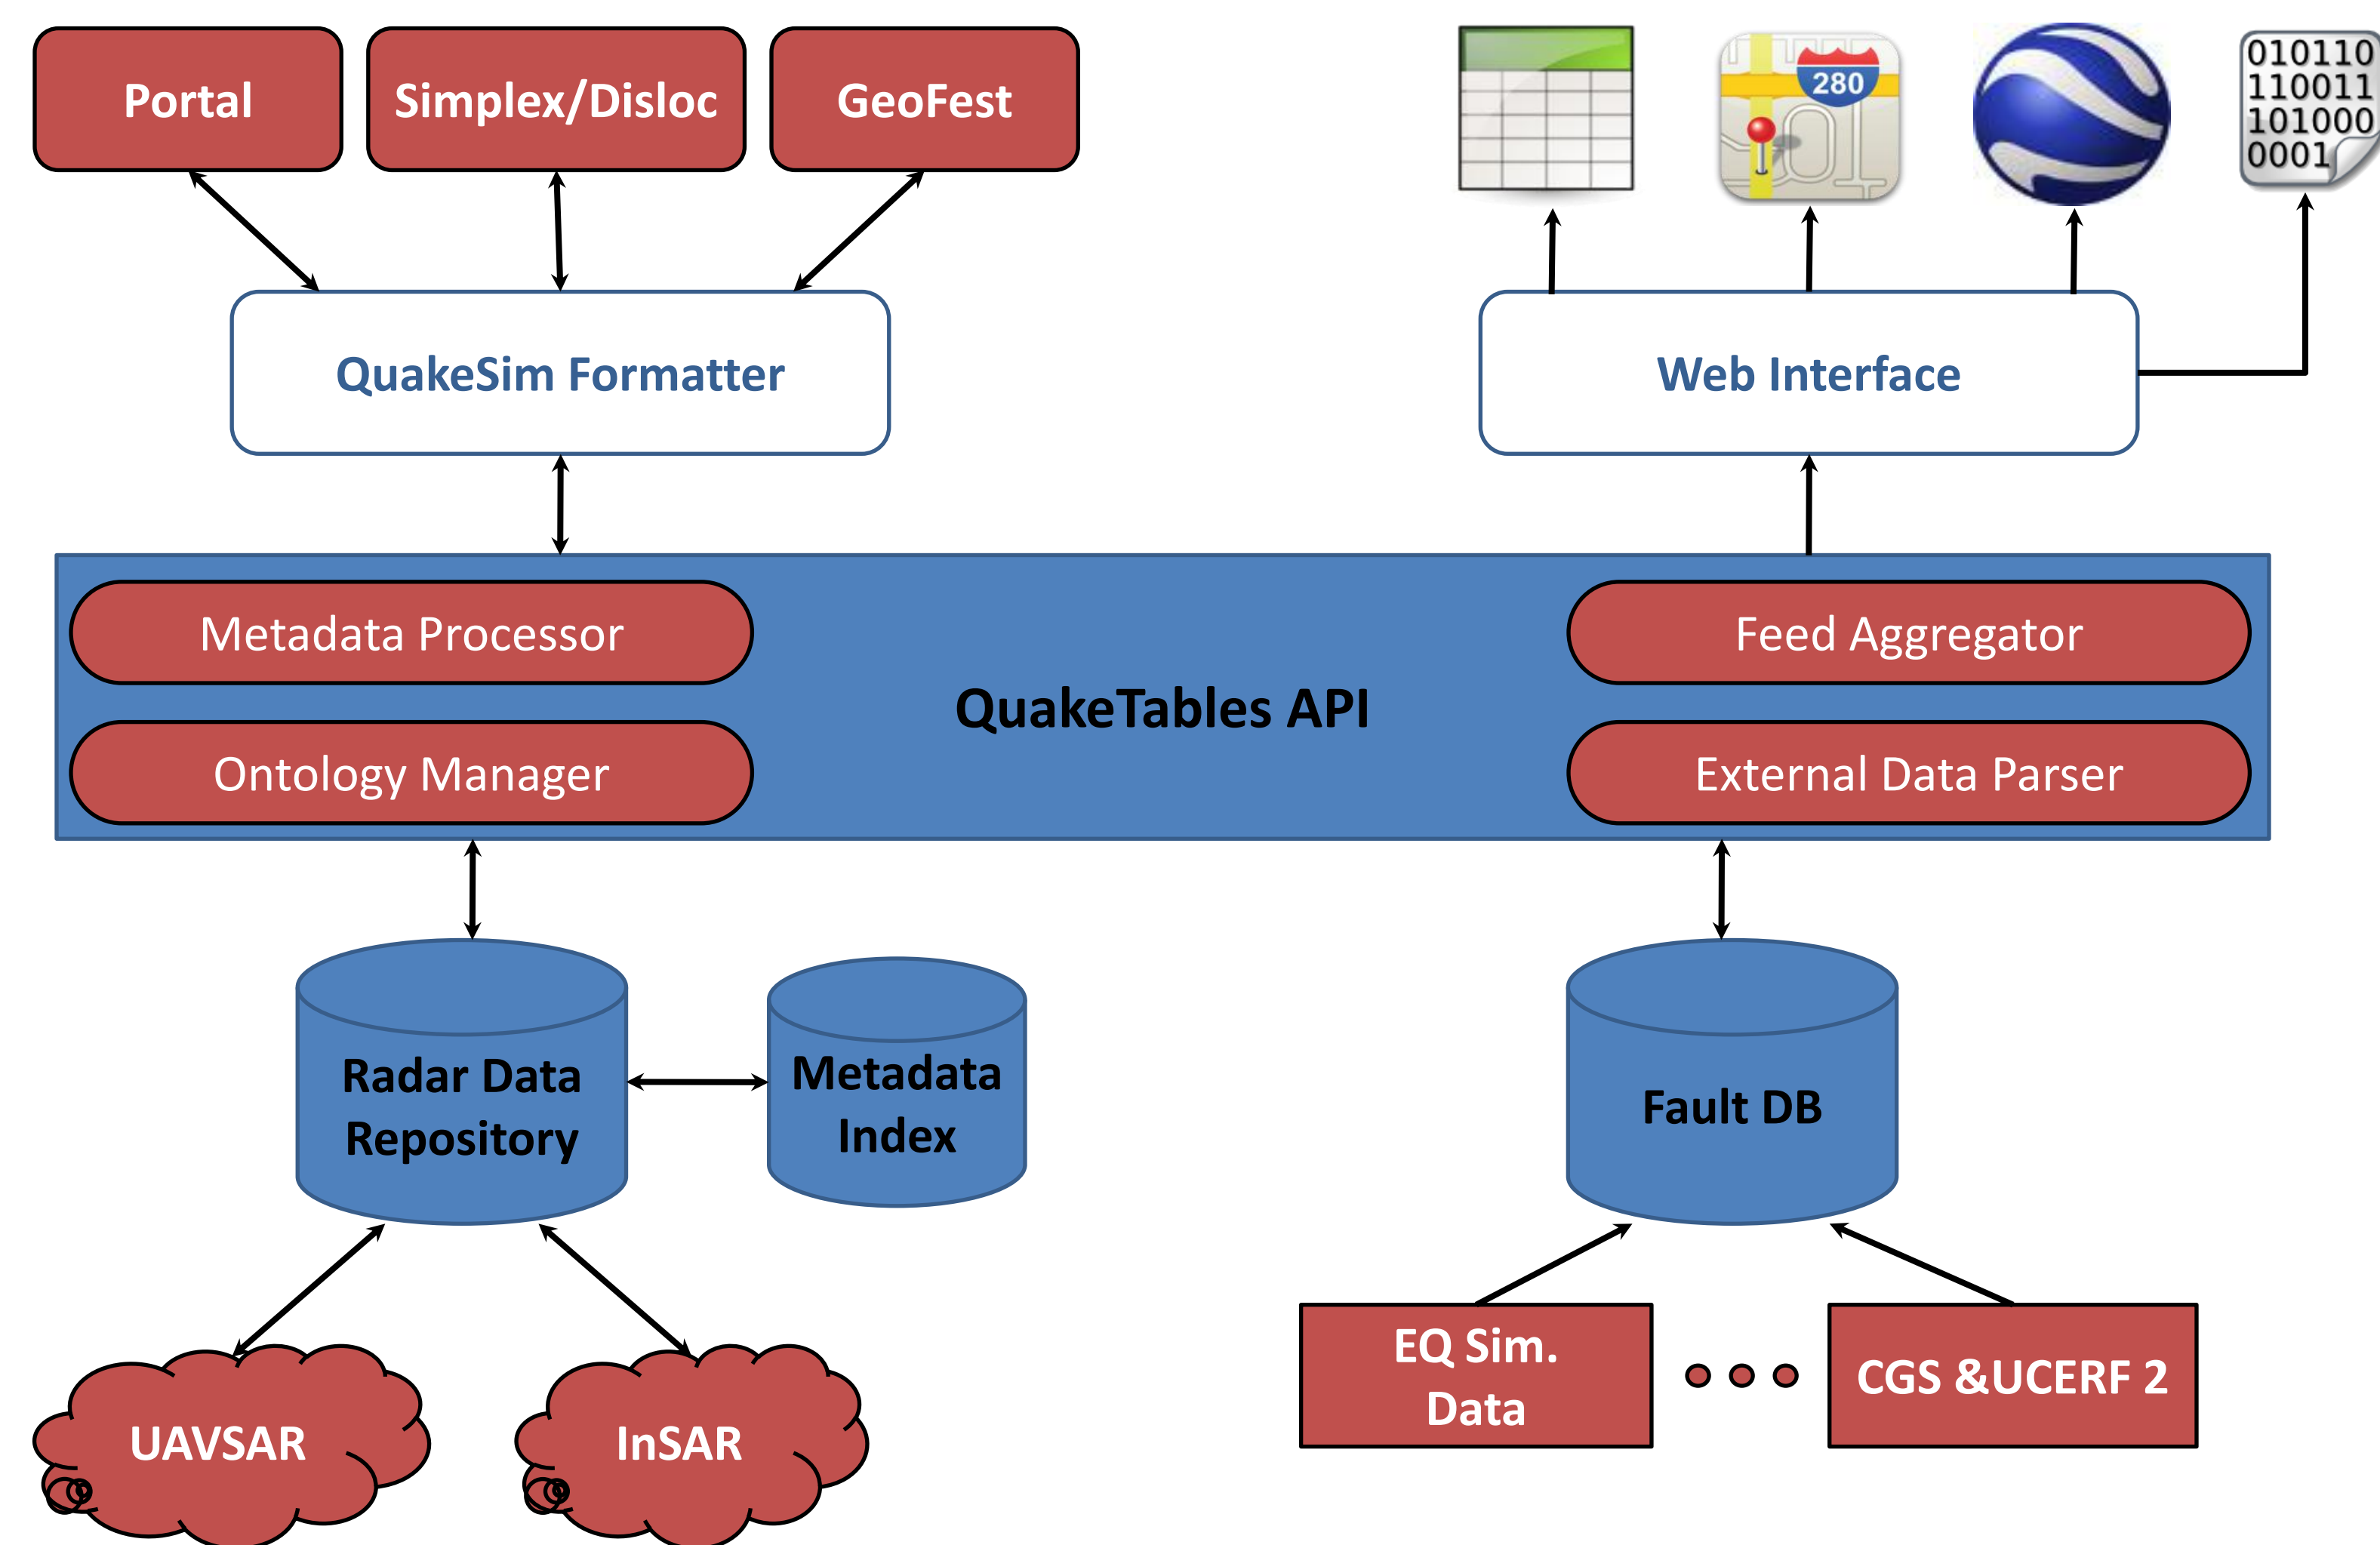 Portal
Simplex/Disloc
GeoFest
280
010110
110011
101000
0001
QuakeSim Formatter
Web Interface
Metadata Processor
Feed Aggregator
QuakeTables API
Ontology Manager
External Data Parser
Radar Data
Repository
Metadata
Index
Fault DB
EQ Sim.
Data
CGS &UCERF 2
UAVSAR
InSAR